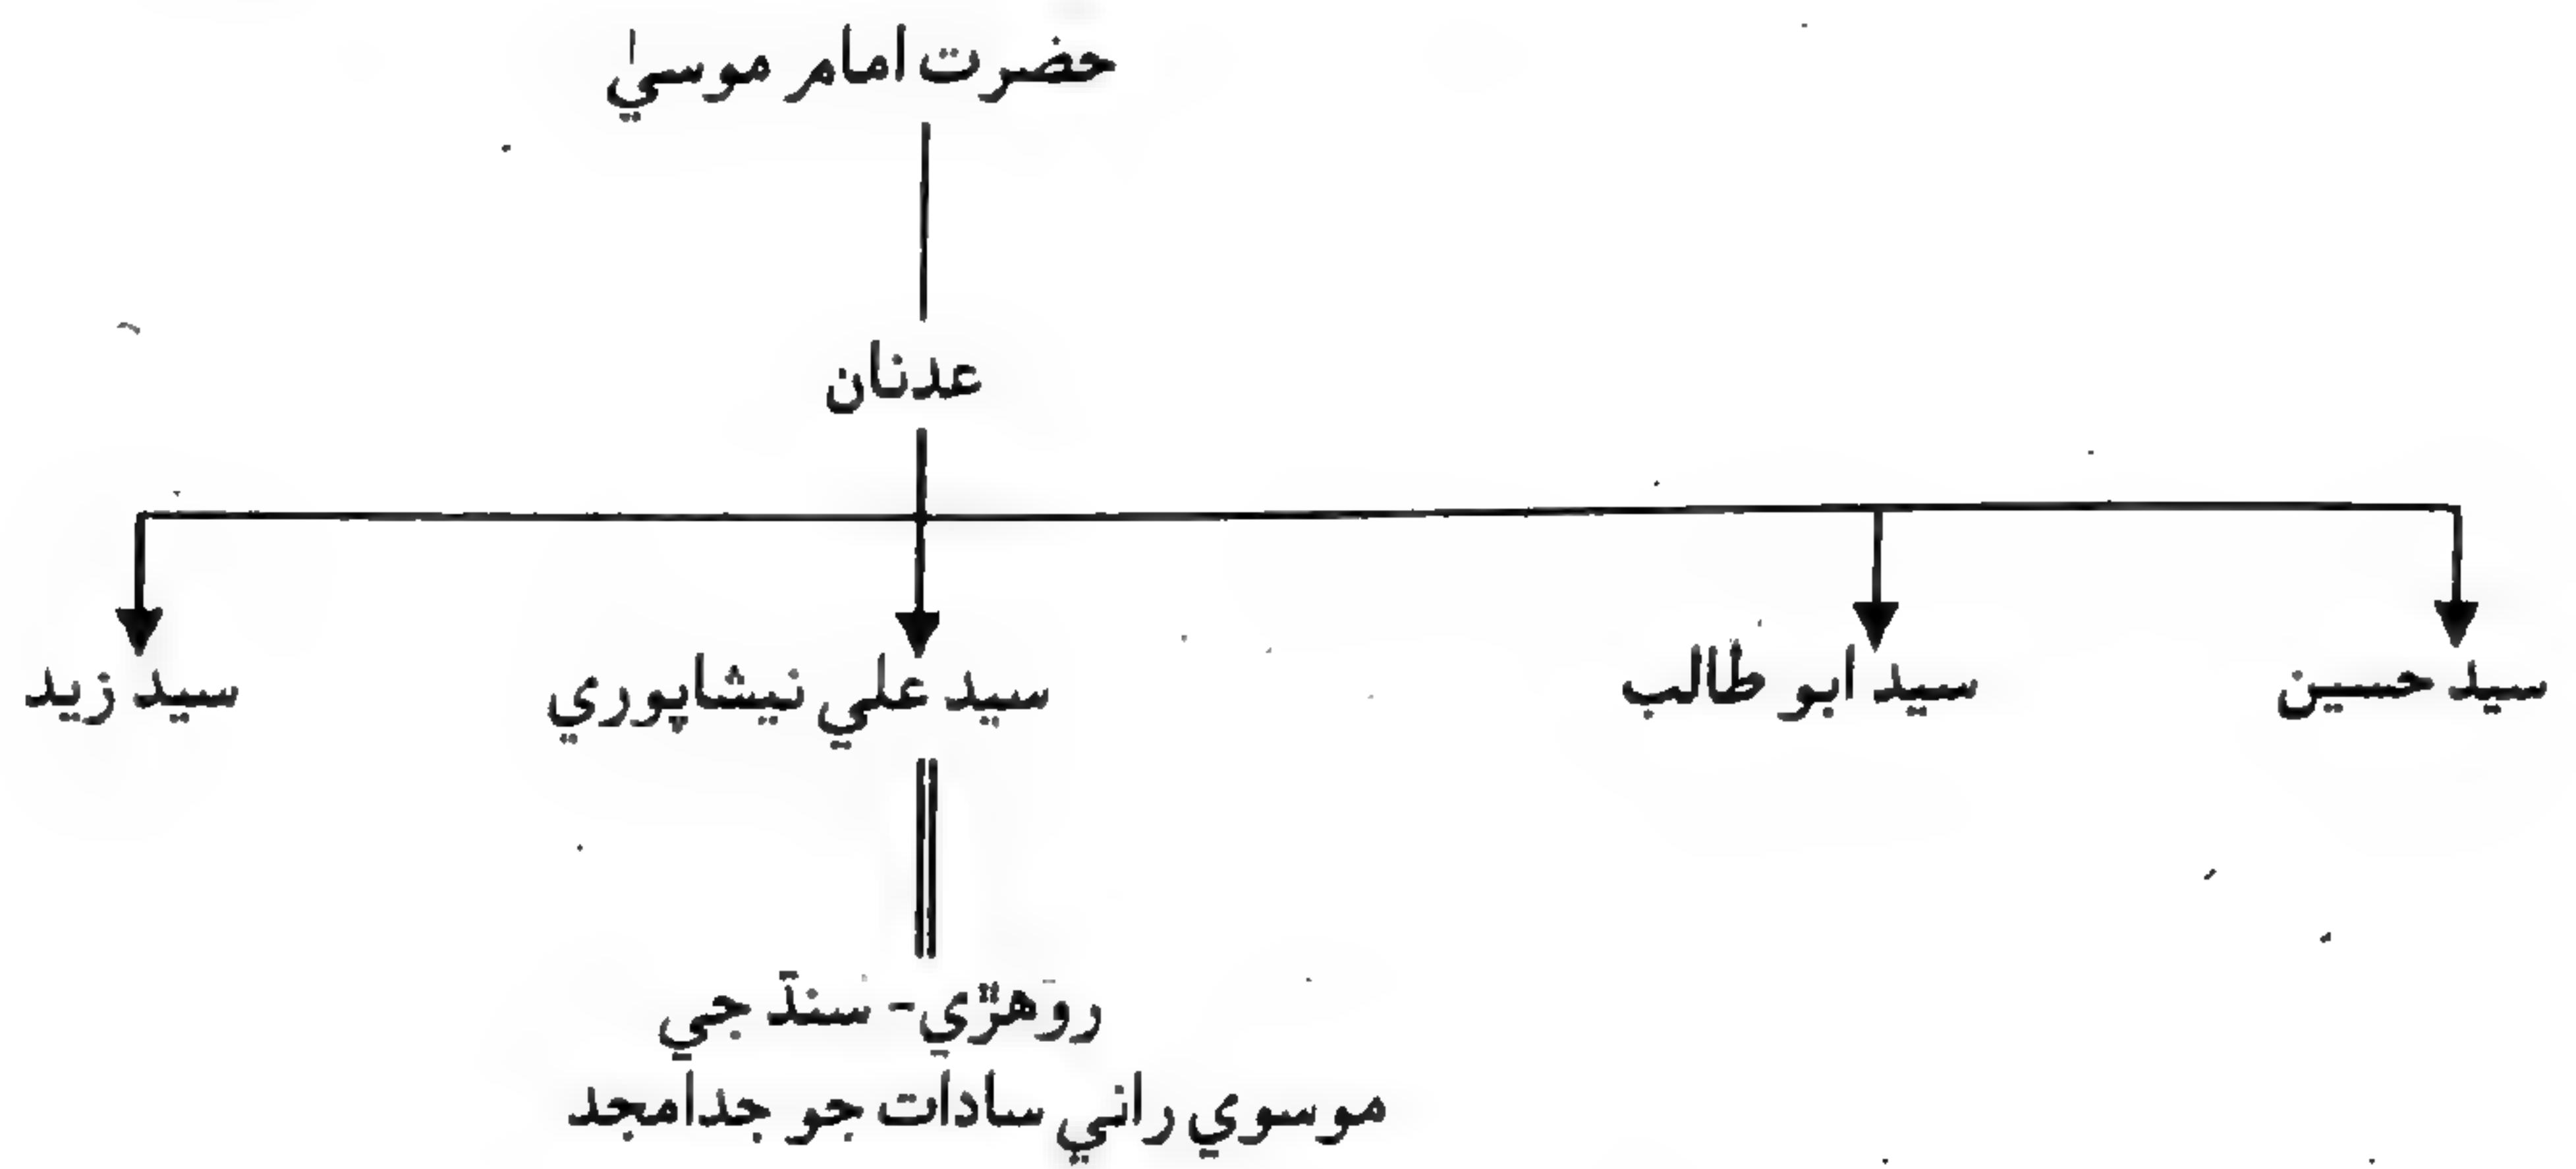 حضرت امام موسيٰ
عدنان
سيد حسين
سيد ابو طالب
سيد علي نيشاپوري
سيد زيد
روهڙي- سنڌ جي
موسوي راني سادات جو جدامجد